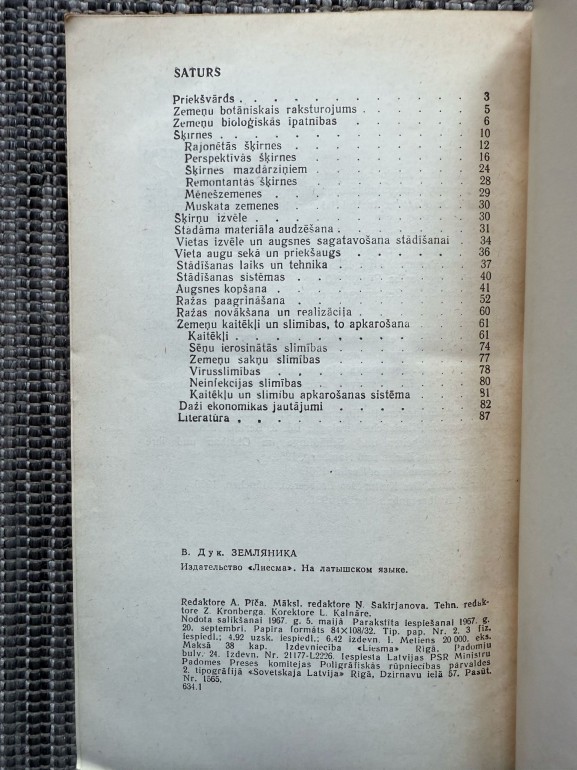 SATURS
Priekšvārds . . . . . . . . . . . 3
Zemeņu botāniskais raksturojums . . . . . 5
Zemeņu bioloģiskās īpatnības . . . . . . 6
Šķirnes . . . . . . . . . . . . 10
Rajonētās šķirnes . . . . . . . . 12
Perspektīvās šķirnes . . . . . . . 16
Šķirnes mazdārziņiem . . . . . . . 24
Remontantās šķirnes . . . . . . . 28
Mēnešzemenes . . . . . . . . 29
Muskata zemenes . . . . . . . . 30
Šķirņu izvēle . . . . . . . . . . 30
Stādāmā materiāla audzēšana . . . . . . 31
Vietas izvēle un augsnes sagatavošana stādīšanai . 34
Vieta augu sekā un priekšaugs . . . . . . 36
Stādīšanas laiks un tehnika . . . . . . . 37
Stādīšanas sistēmas . . . . . . . . 40
Augsnes kopšana . . . . . . . . . 41
Ražas paagrināšana . . . . . . . . 52
Ražas novākšana un realizācija . . . . . . 60
Zemeņu kaitēkļi un slimības, to apkarošana . . . 61
Kaitēkļi . . . . . . . . . . . 61
Sēņu ierosinātās slimības . . . . . . 74
Zemeņu sakņu slimības . . . . . . 77
Vīrusslimības . . . . . . . . . 78
Neinfekcijas slimības . . . . . . . 80
Kaitēkļu un slimību apkarošanas sistēma . . . 81
Daži ekonomikas jautājumi . . . . . . . 82
Literatūra . . . . . . . . . . . 87
В. Дук. ЗЕМЛЯНИКА
Издательство «Лиесма». На латышском языке.
Redaktore A. Pīča. Māksl. redaktore Ņ. Šakirjanova. Tehn. redak-
tore Z. Kronberga. Korektore L. Kalnāre.
Nodota salikšanai 1967. g. 5. maijā Parakstīta iespiešanai 1967. g.
20. septembrī. Papīra formāts 84×108/32. Tip. pap. Nr. 2. 3 fiz.
iespiedl.; 4,92 uzsk. iespiedl.; 6,42 izdevn. l. Metiens 20 000. eks.
Maksā 38 kap. Izdevniecība «Liesma» Rīgā, Padomju
bulv. 24. Izdevn. Nr. 21177-L2226. Iespiesta Latvijas PSR Ministru
Padomes Preses komitejas Poligrāfiskās rūpniecības pārvaldes
2. tipogrāfijā «Sovetskaja Latvija» Rīgā, Dzirnavu ielā 57. Pasūt.
Nr. 1565.
634.1